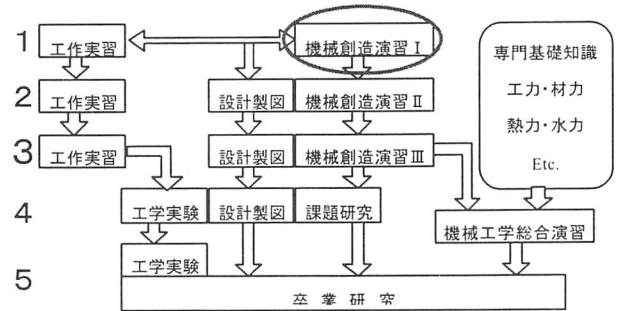 1 工作実習 機械創造演習Ⅰ
専門基礎知識
工力・材力
熱力・水力
Etc.
2 工作実習 設計製図 機械創造演習Ⅱ
3 工作実習 設計製図 機械創造演習Ⅲ
4 工学実験 設計製図 課題研究 機械工学総合演習
工学実験
5
卒業研究